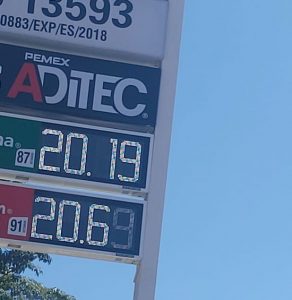 13593
0883/EXP/ES/2018
PEMEX
ADITEC
a®
87 20.19
®
91 20.69